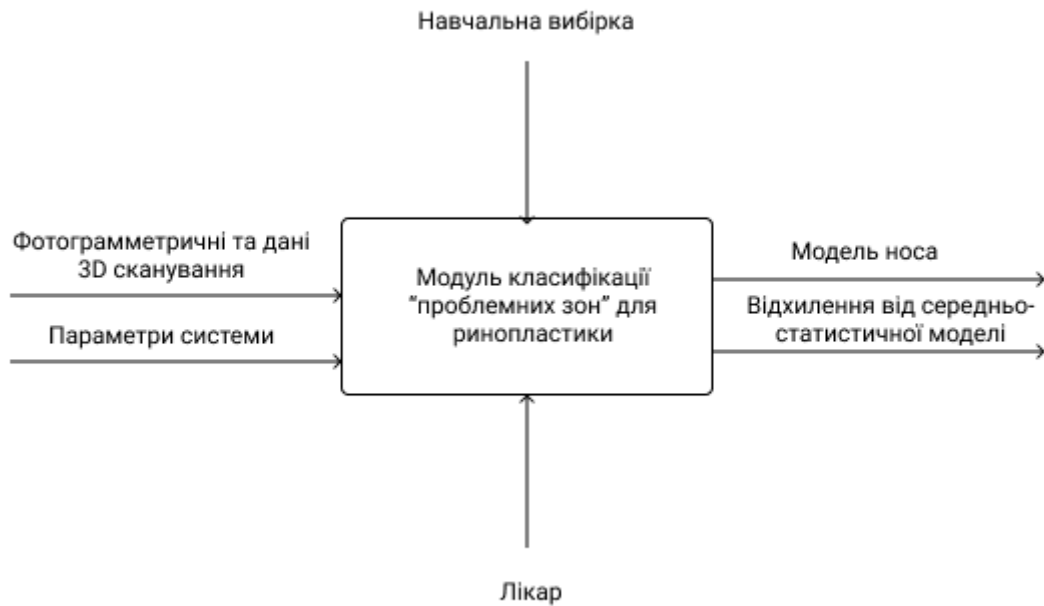 Навчальна вибірка
Фотограмметричні та дані
3D сканування
Параметри системи
Модуль класифікації
“проблемних зон” для
ринопластики
Модель носа
Відхилення від середньо-
статистичної моделі
Лікар